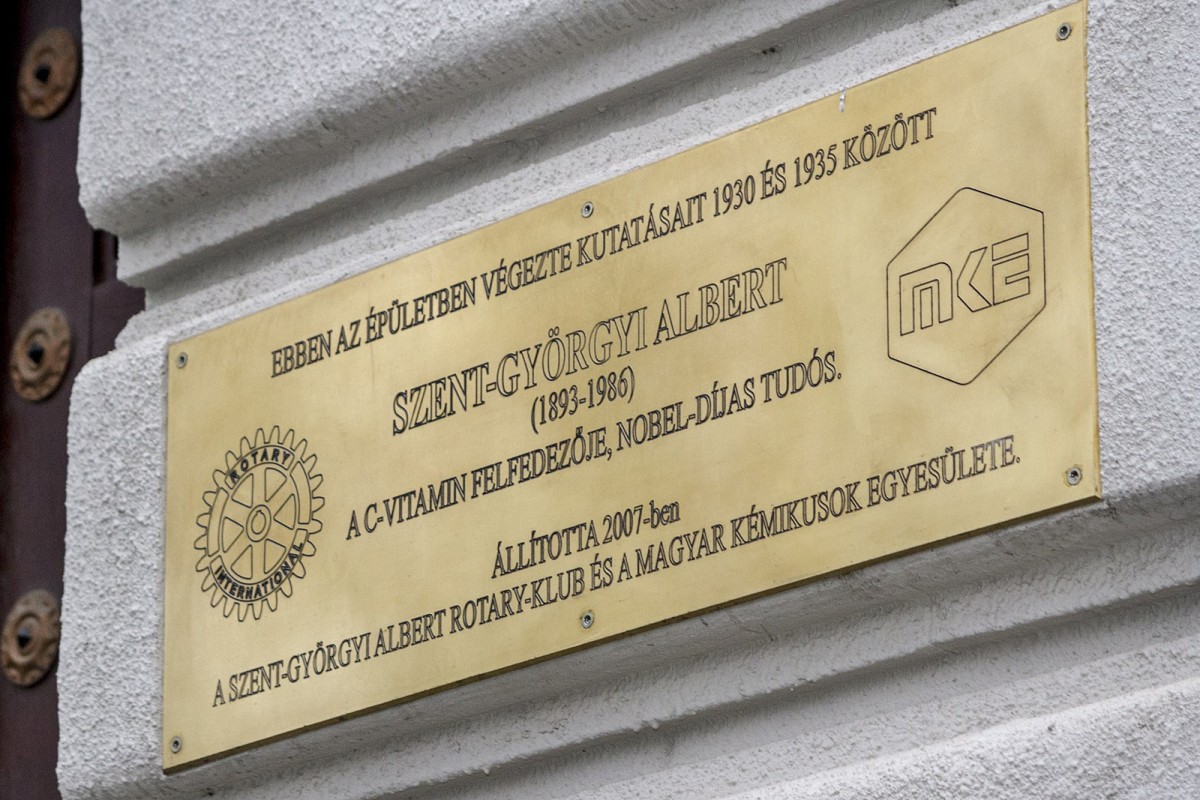 EBBEN AZ ÉPÜLETBEN VÉGEZTE KUTATÁSAIT 1930 ÉS 1935 KÖZÖTT
SZENT-GYÖRGYI ALBERT
(1893-1986)
A C-VITAMIN FELFEDEZŐJE, NOBEL-DÍJAS TUDÓS.
ÁLLÍTOTTA 2007-ben
A SZENT-GYÖRGYI ALBERT ROTARY-KLUB ÉS A MAGYAR KÉMIKUSOK EGYESÜLETE.
ROTARY
INTERNATIONAL
MKE